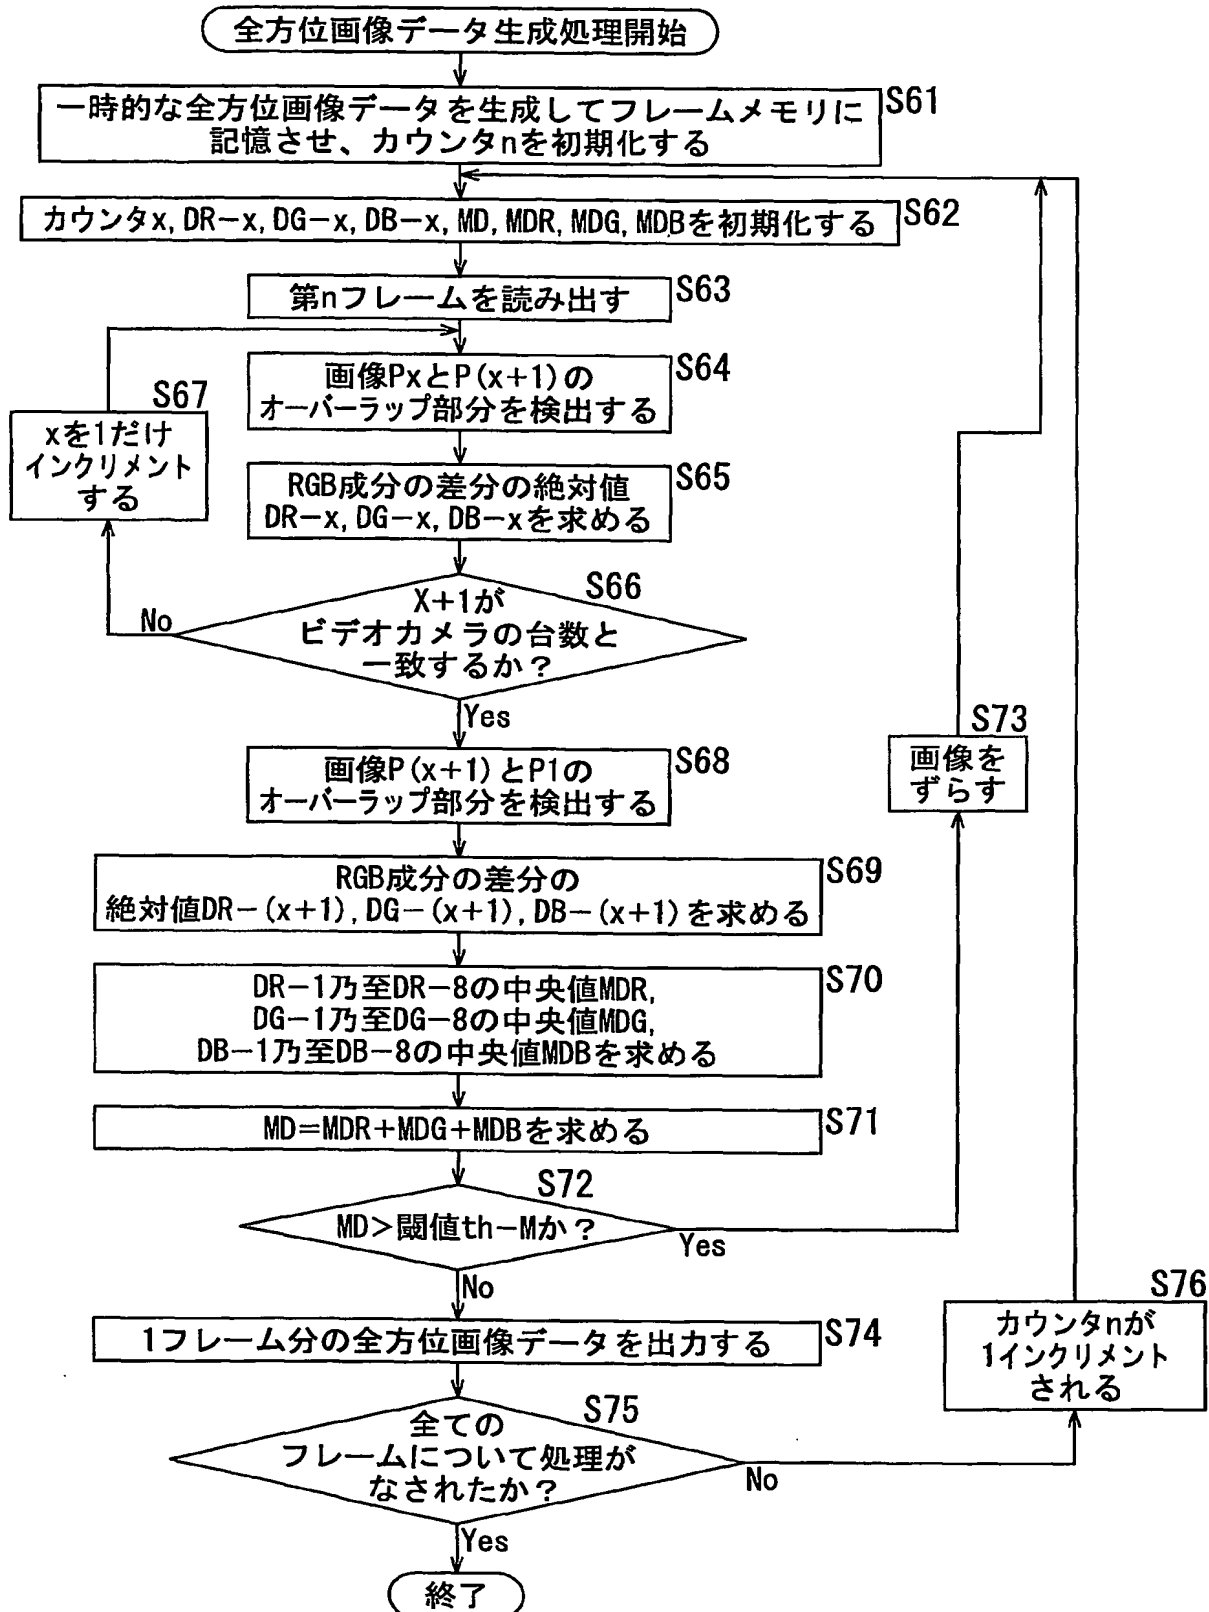 全方位画像データ生成処理開始
一時的な全方位画像データを生成してフレームメモリに
記憶させ、カウンタnを初期化する
S61
カウンタx, DR-x, DG-x, DB-x, MD, MDR, MDG, MDBを初期化する
S62
第nフレームを読み出す
S63
画像PxとP(x+1)の
オーバーラップ部分を検出する
S64
S67
xを1だけ
インクリメント
する
RGB成分の差分の絶対値
DR-x, DG-x, DB-xを求める
S65
S66
X+1が
ビデオカメラの台数と
一致するか?
No
Yes
画像P(x+1)とP1の
オーバーラップ部分を検出する
S68
S73
画像を
ずらす
RGB成分の差分の
絶対値DR-(x+1), DG-(x+1), DB-(x+1)を求める
S69
DR-1乃至DR-8の中央値MDR,
DG-1乃至DG-8の中央値MDG,
DB-1乃至DB-8の中央値MDBを求める
S70
MD=MDR+MDG+MDBを求める
S71
S72
MD>閾値th-Mか?
Yes
No
1フレーム分の全方位画像データを出力する
S74
S76
カウンタnが
1インクリメント
される
S75
全ての
フレームについて処理が
なされたか?
No
Yes
終了